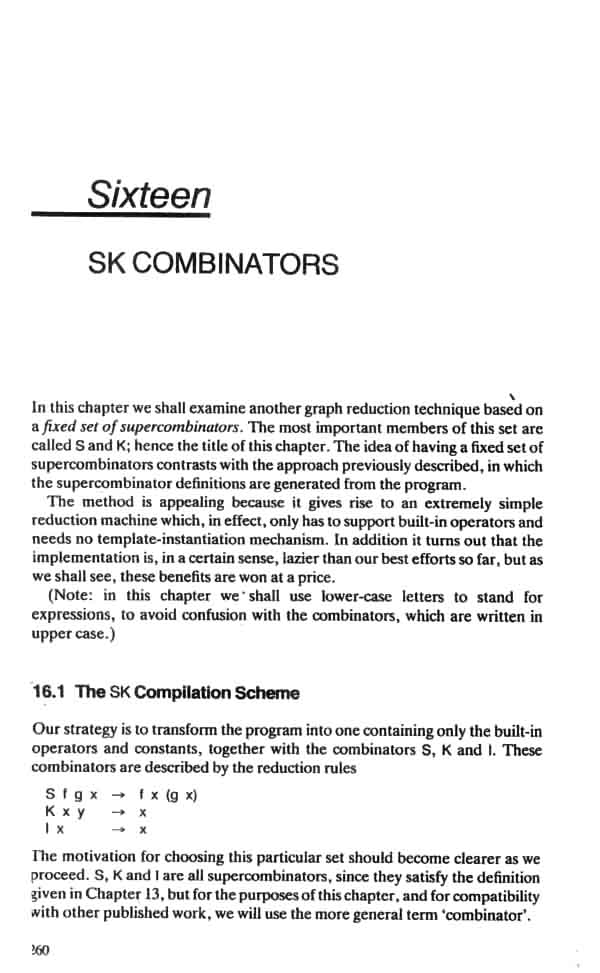 Sixteen
SK COMBINATORS
In this chapter we shall examine another graph reduction technique based on
a fixed set of supercombinators. The most important members of this set are
called S and K; hence the title of this chapter. The idea of having a fixed set of
supercombinators contrasts with the approach previously described, in which
the supercombinator definitions are generated from the program.
The method is appealing because it gives rise to an extremely simple
reduction machine which, in effect, only has to support built-in operators and
needs no template-instantiation mechanism. In addition it turns out that the
implementation is, in a certain sense, lazier than our best efforts so far, but as
we shall see, these benefits are won at a price.
(Note: in this chapter we shall use lower-case letters to stand for
expressions, to avoid confusion with the combinators, which are written in
upper case.)
16.1 The SK Compilation Scheme
Our strategy is to transform the program into one containing only the built-in
operators and constants, together with the combinators S, K and I. These
combinators are described by the reduction rules
S f g x → f x (g x)
K x y → x
I x → x
The motivation for choosing this particular set should become clearer as we
proceed. S, K and I are all supercombinators, since they satisfy the definition
given in Chapter 13, but for the purposes of this chapter, and for compatibility
with other published work, we will use the more general term ‘combinator’.
260